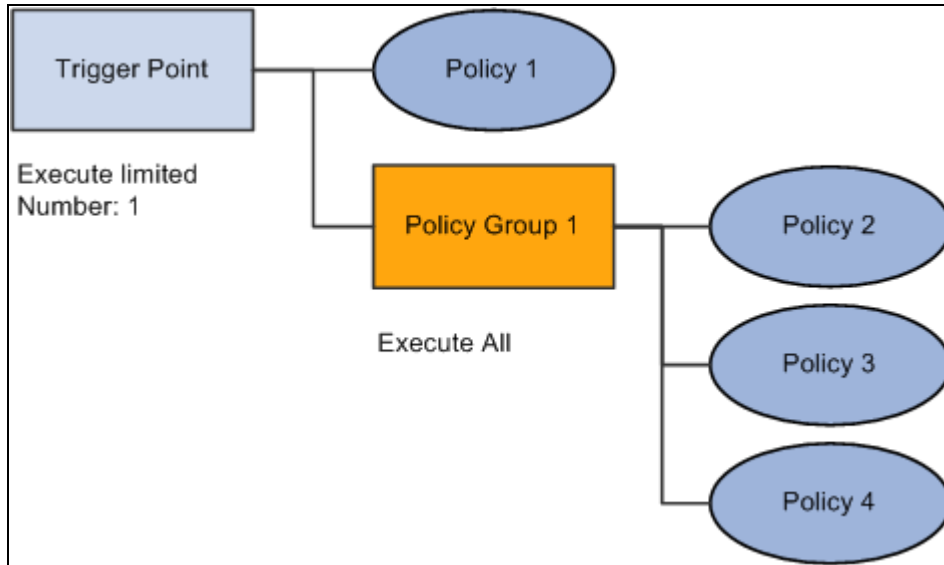 Trigger Point
Policy 1
Execute limited
Number: 1
Policy Group 1
Policy 2
Execute All
Policy 3
Policy 4